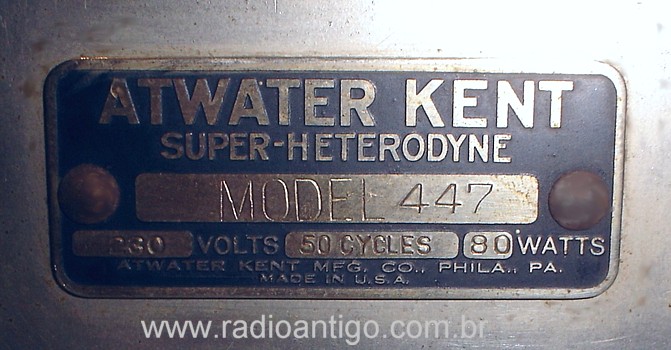 ATWATER KENT
SUPER-HETERODYNE
MODEL 447
230 VOLTS 50 CYCLES 80 WATTS
ATWATER KENT MFG. CO., PHILA., PA.
MADE IN U.S.A.
www.radioantigo.com.br